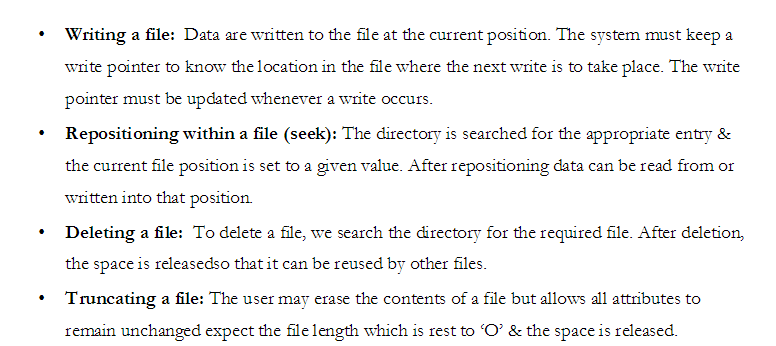 • Writing a file: Data are written to the file at the current position. The system must keep a
write pointer to know the location in the file where the next write is to take place. The write
pointer must be updated whenever a write occurs.
• Repositioning within a file (seek): The directory is searched for the appropriate entry &
the current file position is set to a given value. After repositioning data can be read from or
written into that position.
• Deleting a file: To delete a file, we search the directory for the required file. After deletion,
the space is releasedso that it can be reused by other files.
• Truncating a file: The user may erase the contents of a file but allows all attributes to
remain unchanged expect the file length which is rest to ‘O’ & the space is released.